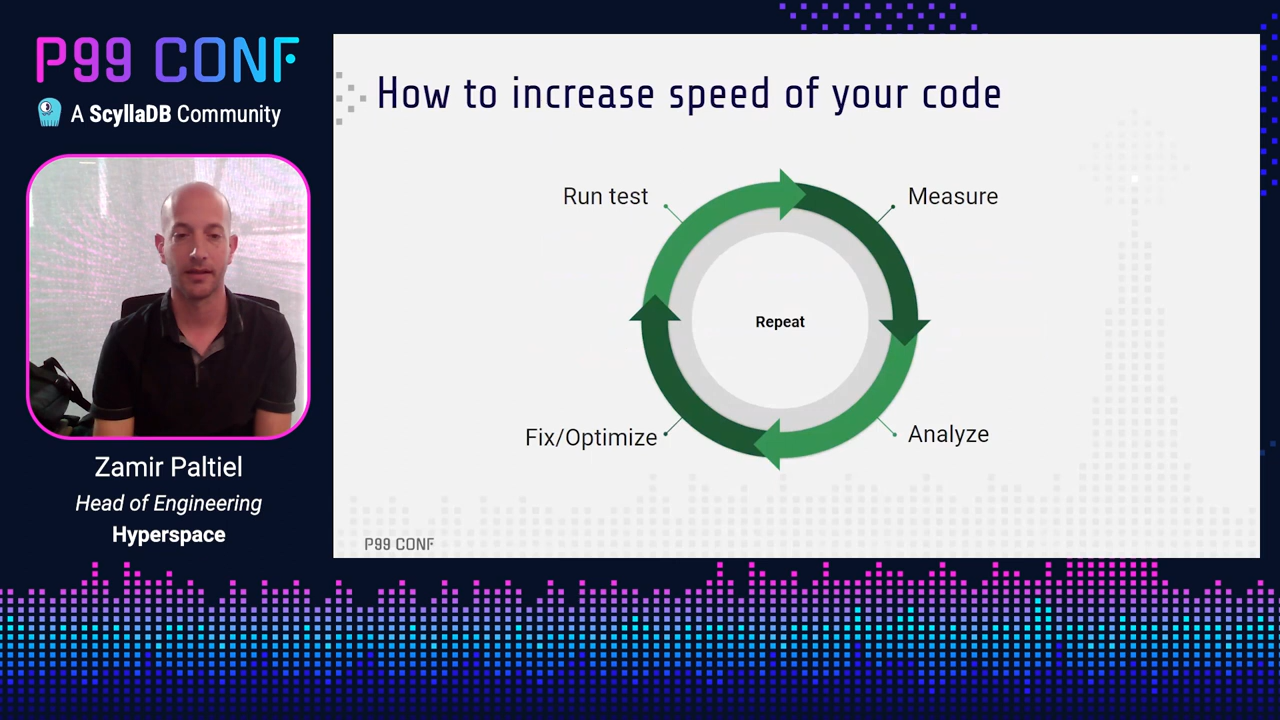 P99 CONF
A ScyllaDB Community
Zamir Paltiel
Head of Engineering
Hyperspace
How to increase speed of your code
Run test
Measure
Repeat
Fix/Optimize
Analyze
P99 CONF